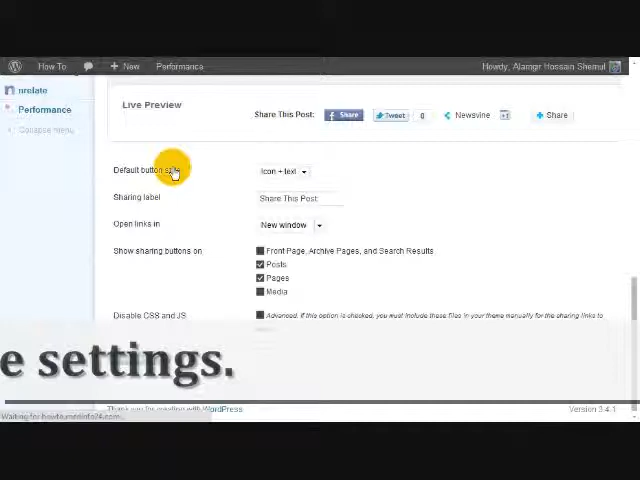 How To
New
Performance
Howdy, Alamgir Hossain Shemul
nrelate
Performance
Collapse menu
Live Preview
Share This Post:
Share
Tweet
0
Newsvine
+1
Share
Default button style
Icon + text
Sharing label
Share This Post:
Open links in
New window
Show sharing buttons on
Front Page, Archive Pages, and Search Results
Posts
Pages
Media
Disable CSS and JS
Advanced. If this option is checked, you must include these files in your theme manually for the sharing links to
e settings.
Thank you for creating with WordPress
Version 3.4.1